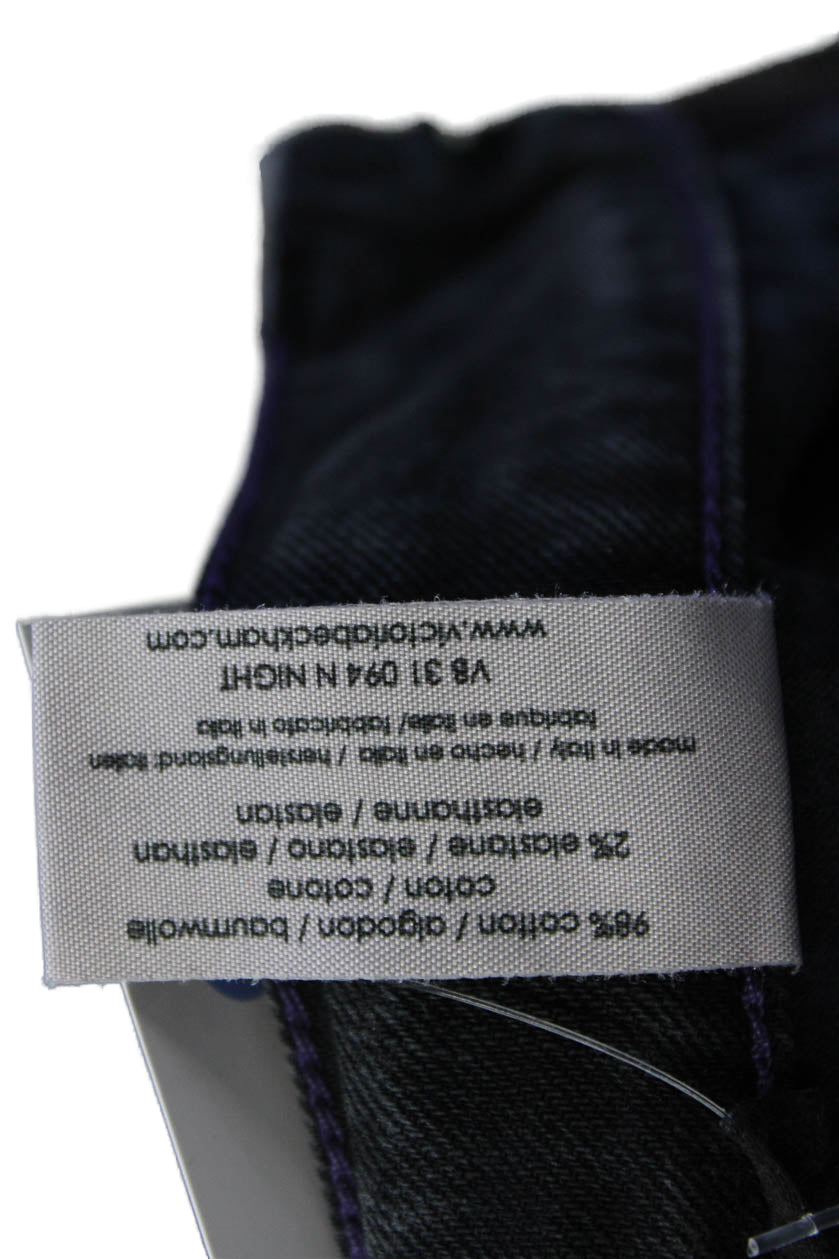 98% cotton / algodon / baumwolle
coton / cotone
2% elastane / elastano / elasthan
elasthanne / elastan
made in Italy / hecho en italia / herstellungsland: italien
fabrique en italie/ fabbricato in italia
VB 31 094 N NIGHT
www.victoriabeckham.com